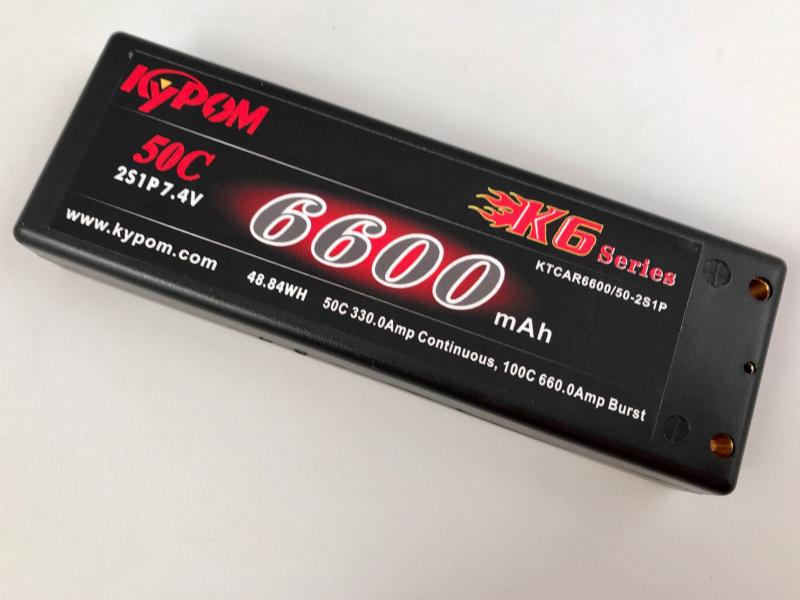 KyPOM
50C
2S1P 7.4V
www.kypom.com
6600 mAh
48.84WH
50C 330.0Amp Continuous, 100C 660.0Amp Burst
K6 Series
KTCAR6600/50-2S1P